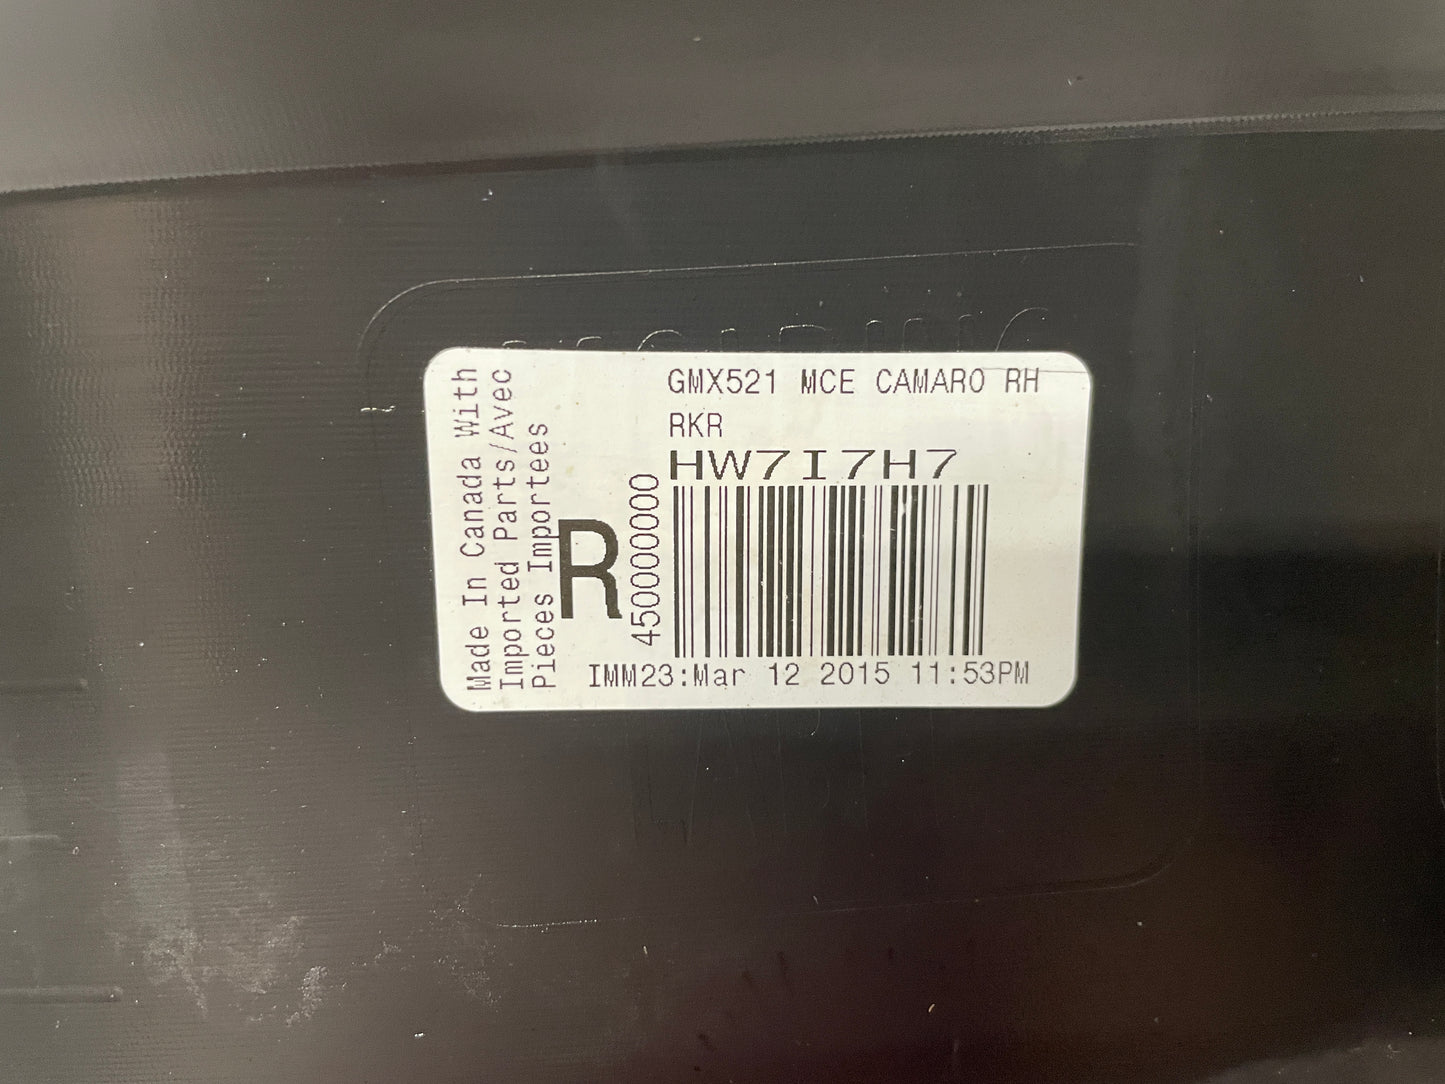 GMX521 MCE CAMARO RH
RKR
HW7I7H7
Made In Canada With
Imported Parts/Avec
Pieces Importees
R
45000000
IMM23:Mar 12 2015 11:53PM